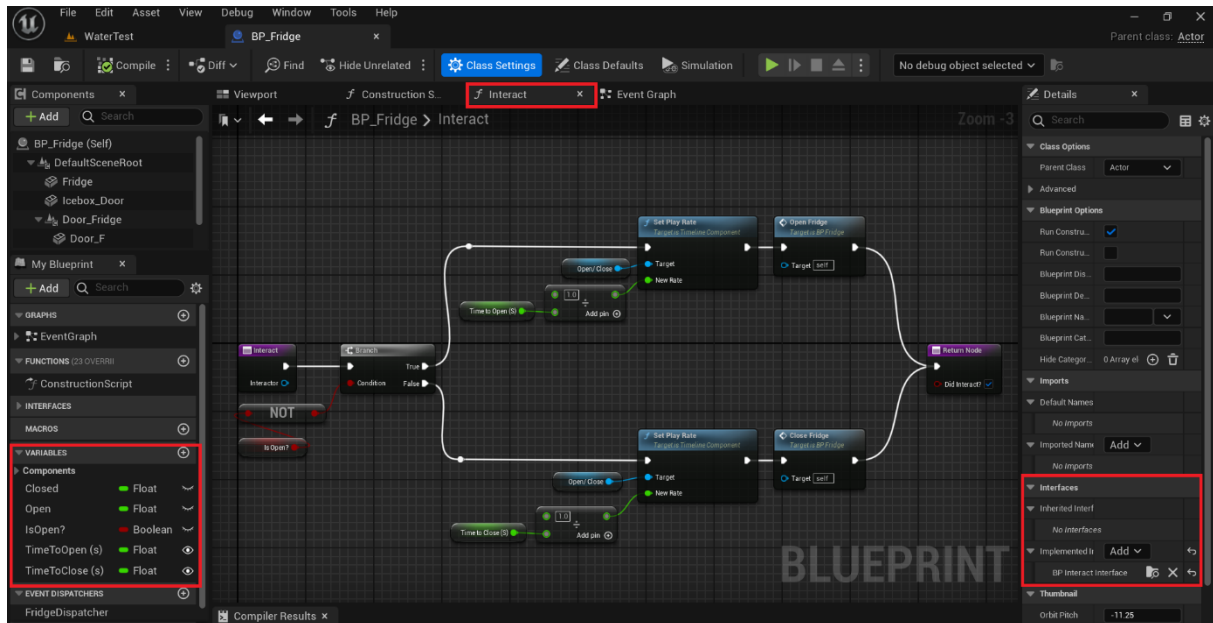 File Edit Asset View Debug Window Tools Help
WaterTest
BP_Fridge
Parent class: Actor
Compile
Diff
Find
Hide Unrelated
Class Settings
Class Defaults
Simulation
No debug object selected
Components
+ Add
Search
BP_Fridge (Self)
DefaultSceneRoot
Fridge
Icebox_Door
Door_Fridge
Door_F
My Blueprint
+ Add
Search
GRAPHS
EventGraph
FUNCTIONS (23 OVERRI
ConstructionScript
INTERFACES
MACROS
VARIABLES
Components
Closed Float
Open Float
IsOpen? Boolean
TimeToOpen (s) Float
TimeToClose (s) Float
EVENT DISPATCHERS
FridgeDispatcher
Viewport
Construction S...
Interact
Event Graph
BP_Fridge > Interact
Zoom -3
Set Play Rate
Target is Timeline Component
Target
New Rate
Open Fridge
Target is BP Fridge
Target self
Open/ Close
1.0
÷
Add pin
Time to Open (S)
Interact
Interactor
Branch
True
Condition False
NOT
Is Open?
Return Node
Did Interact?
Set Play Rate
Target is Timeline Component
Target
New Rate
Close Fridge
Target is BP Fridge
Target self
Open/ Close
1.0
÷
Add pin
Time to Close (S)
BLUEPRINT
Compiler Results
Details
Search
Class Options
Parent Class Actor
Advanced
Blueprint Options
Run Constru...
Run Constru...
Blueprint Dis...
Blueprint De...
Blueprint Na...
Blueprint Cat...
Hide Categor... 0 Array el
Imports
Default Names
No Imports
Imported Name Add
No Imports
Interfaces
Inherited Interf
No Interfaces
Implemented Ir Add
BP Interact Interface
Thumbnail
Orbit Pitch -11.25